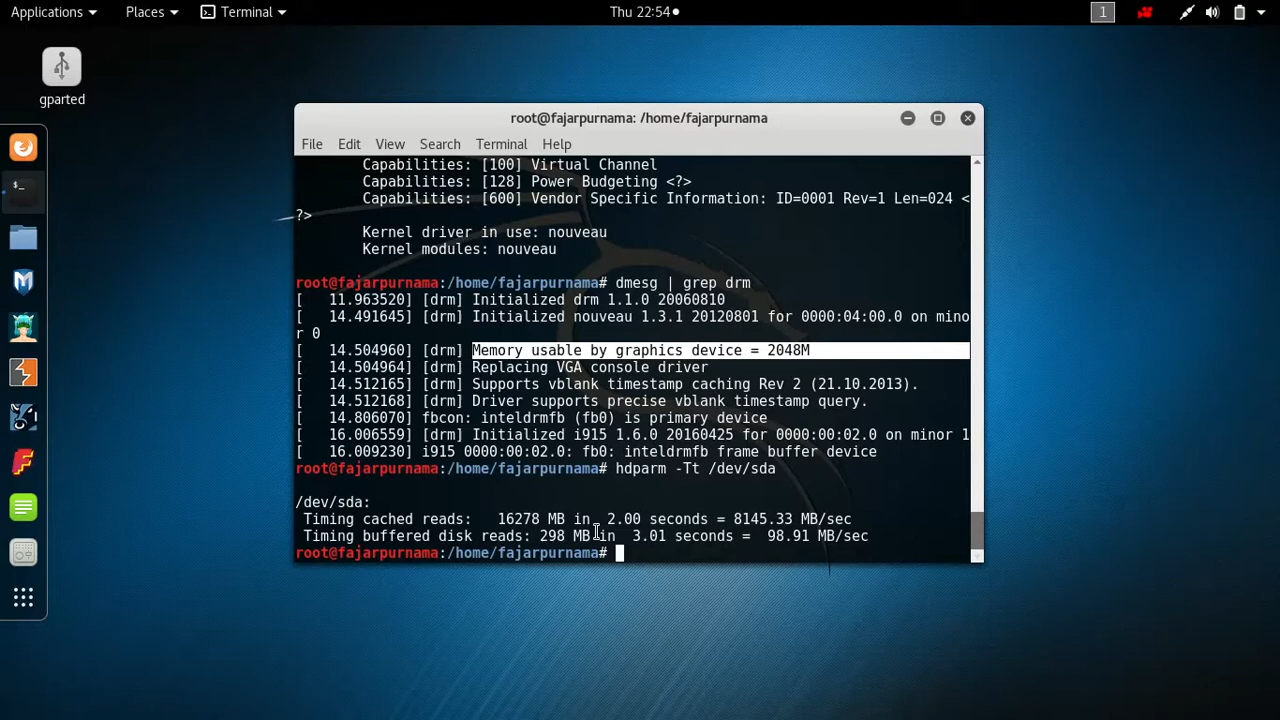 Applications Places Terminal Thu 22:54 1
gparted
root@fajarpurnama: /home/fajarpurnama
File Edit View Search Terminal Help
Capabilities: [100] Virtual Channel
Capabilities: [128] Power Budgeting <?>
Capabilities: [600] Vendor Specific Information: ID=0001 Rev=1 Len=024 <
?>
Kernel driver in use: nouveau
Kernel modules: nouveau
root@fajarpurnama:/home/fajarpurnama# dmesg | grep drm
[   11.963520] [drm] Initialized drm 1.1.0 20060810
[   14.491645] [drm] Initialized nouveau 1.3.1 20120801 for 0000:04:00.0 on mino
r 0
[   14.504960] [drm] Memory usable by graphics device = 2048M
[   14.504964] [drm] Replacing VGA console driver
[   14.512165] [drm] Supports vblank timestamp caching Rev 2 (21.10.2013).
[   14.512168] [drm] Driver supports precise vblank timestamp query.
[   14.806070] fbcon: inteldrmfb (fb0) is primary device
[   16.006559] [drm] Initialized i915 1.6.0 20160425 for 0000:00:02.0 on minor 1
[   16.009230] i915 0000:00:02.0: fb0: inteldrmfb frame buffer device
root@fajarpurnama:/home/fajarpurnama# hdparm -Tt /dev/sda
/dev/sda:
Timing cached reads:   16278 MB in  2.00 seconds = 8145.33 MB/sec
Timing buffered disk reads: 298 MB in  3.01 seconds =  98.91 MB/sec
root@fajarpurnama:/home/fajarpurnama#